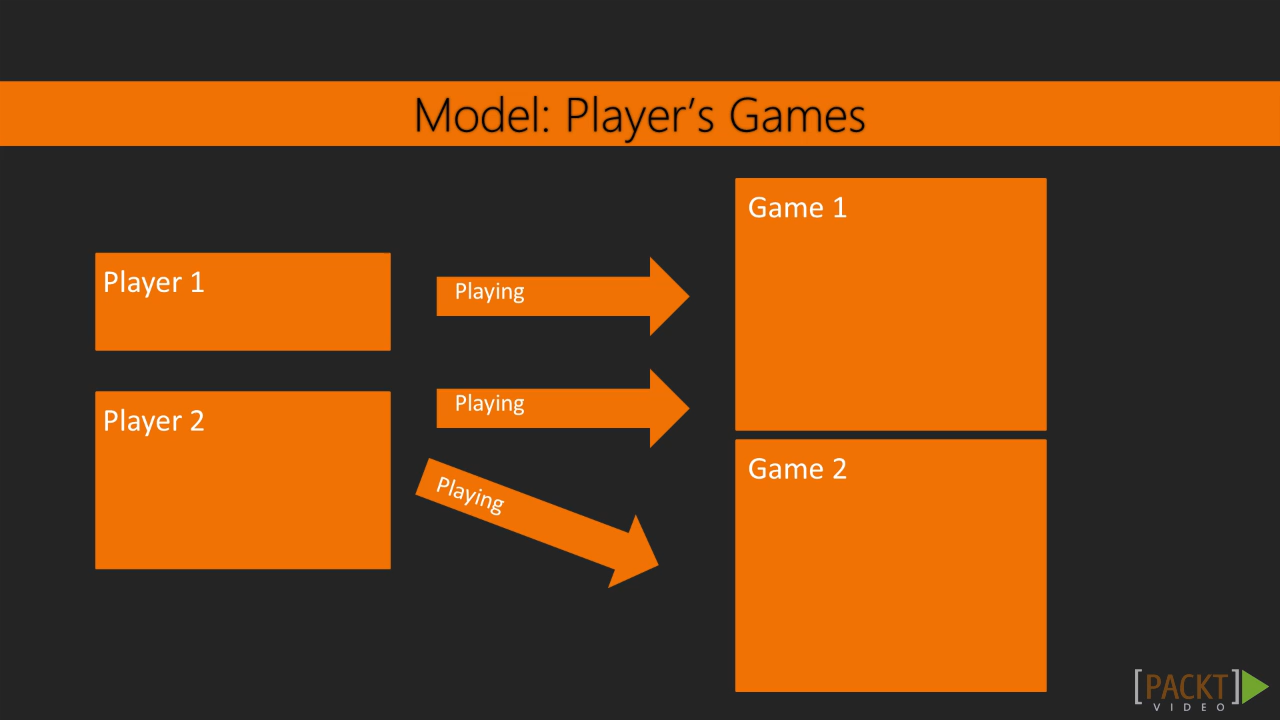 Model: Player's Games
Game 1
Player 1
Playing
Playing
Player 2
Playing
Game 2
[PACKT]
VIDEO